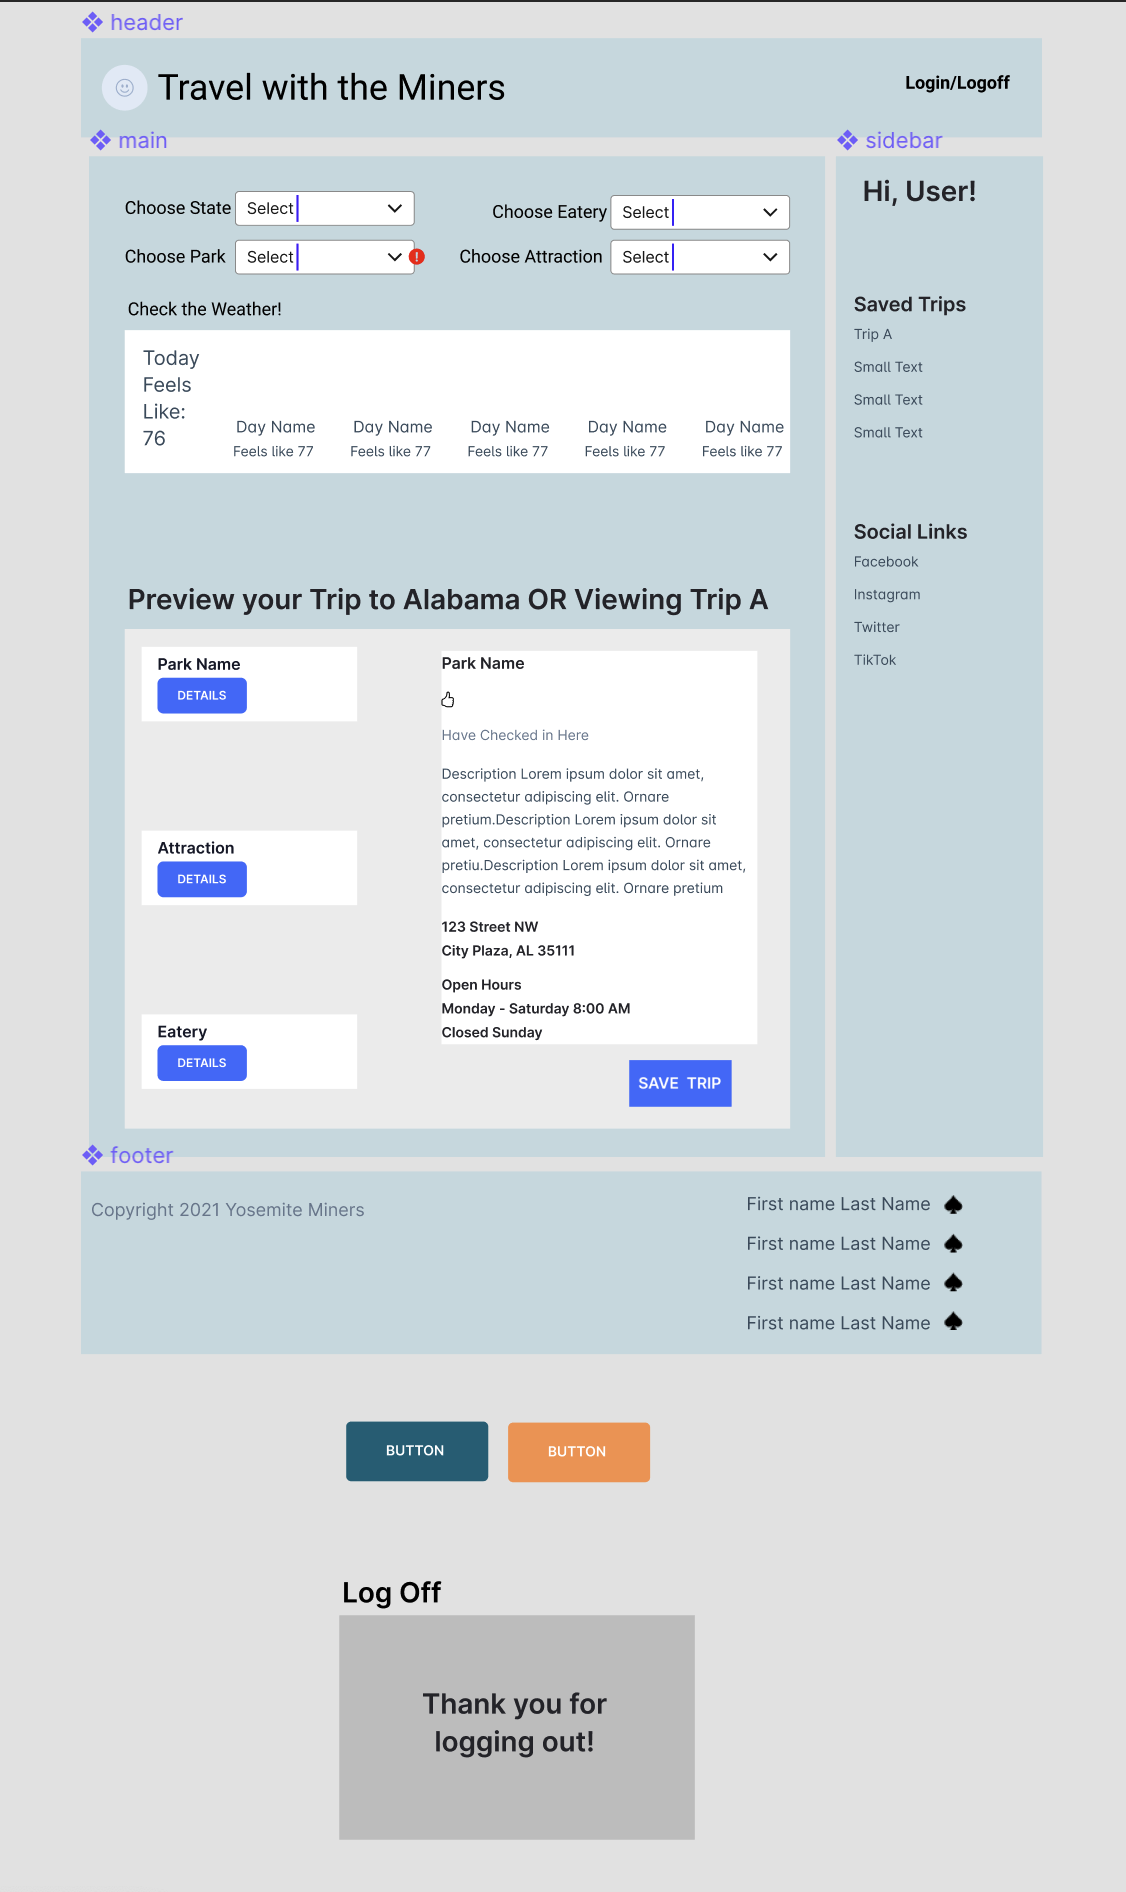 header
Travel with the Miners
Login/Logoff
main
sidebar
Choose State Select
Choose Eatery Select
Choose Park Select
Choose Attraction Select
Check the Weather!
Today
Feels
Like:
76
Day Name Day Name Day Name Day Name Day Name
Feels like 77 Feels like 77 Feels like 77 Feels like 77 Feels like 77
Hi, User!
Saved Trips
Trip A
Small Text
Small Text
Small Text
Social Links
Facebook
Instagram
Twitter
TikTok
Preview your Trip to Alabama OR Viewing Trip A
Park Name
DETAILS
Attraction
DETAILS
Eatery
DETAILS
Park Name
Have Checked in Here
Description Lorem ipsum dolor sit amet,
consectetur adipiscing elit. Ornare
pretium.Description Lorem ipsum dolor sit
amet, consectetur adipiscing elit. Ornare
pretiu.Description Lorem ipsum dolor sit amet,
consectetur adipiscing elit. Ornare pretium
123 Street NW
City Plaza, AL 35111
Open Hours
Monday - Saturday 8:00 AM
Closed Sunday
SAVE TRIP
footer
Copyright 2021 Yosemite Miners
First name Last Name
First name Last Name
First name Last Name
First name Last Name
BUTTON
BUTTON
Log Off
Thank you for
logging out!